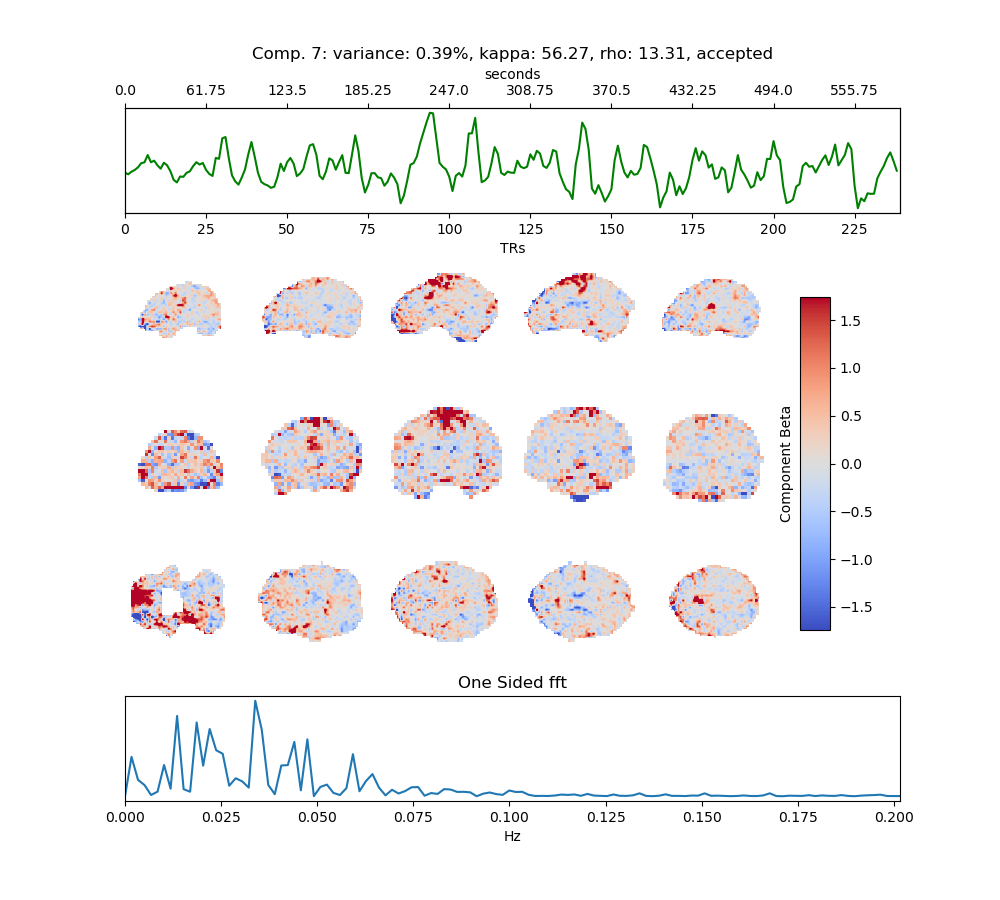 Comp. 7: variance: 0.39%, kappa: 56.27, rho: 13.31, accepted
seconds
0.0 61.75 123.5 185.25 247.0 308.75 370.5 432.25 494.0 555.75
0 25 50 75 100 125 150 175 200 225
TRs
1.5
1.0
0.5
0.0
−0.5
−1.0
−1.5
Component Beta
One Sided fft
0.000 0.025 0.050 0.075 0.100 0.125 0.150 0.175 0.200
Hz